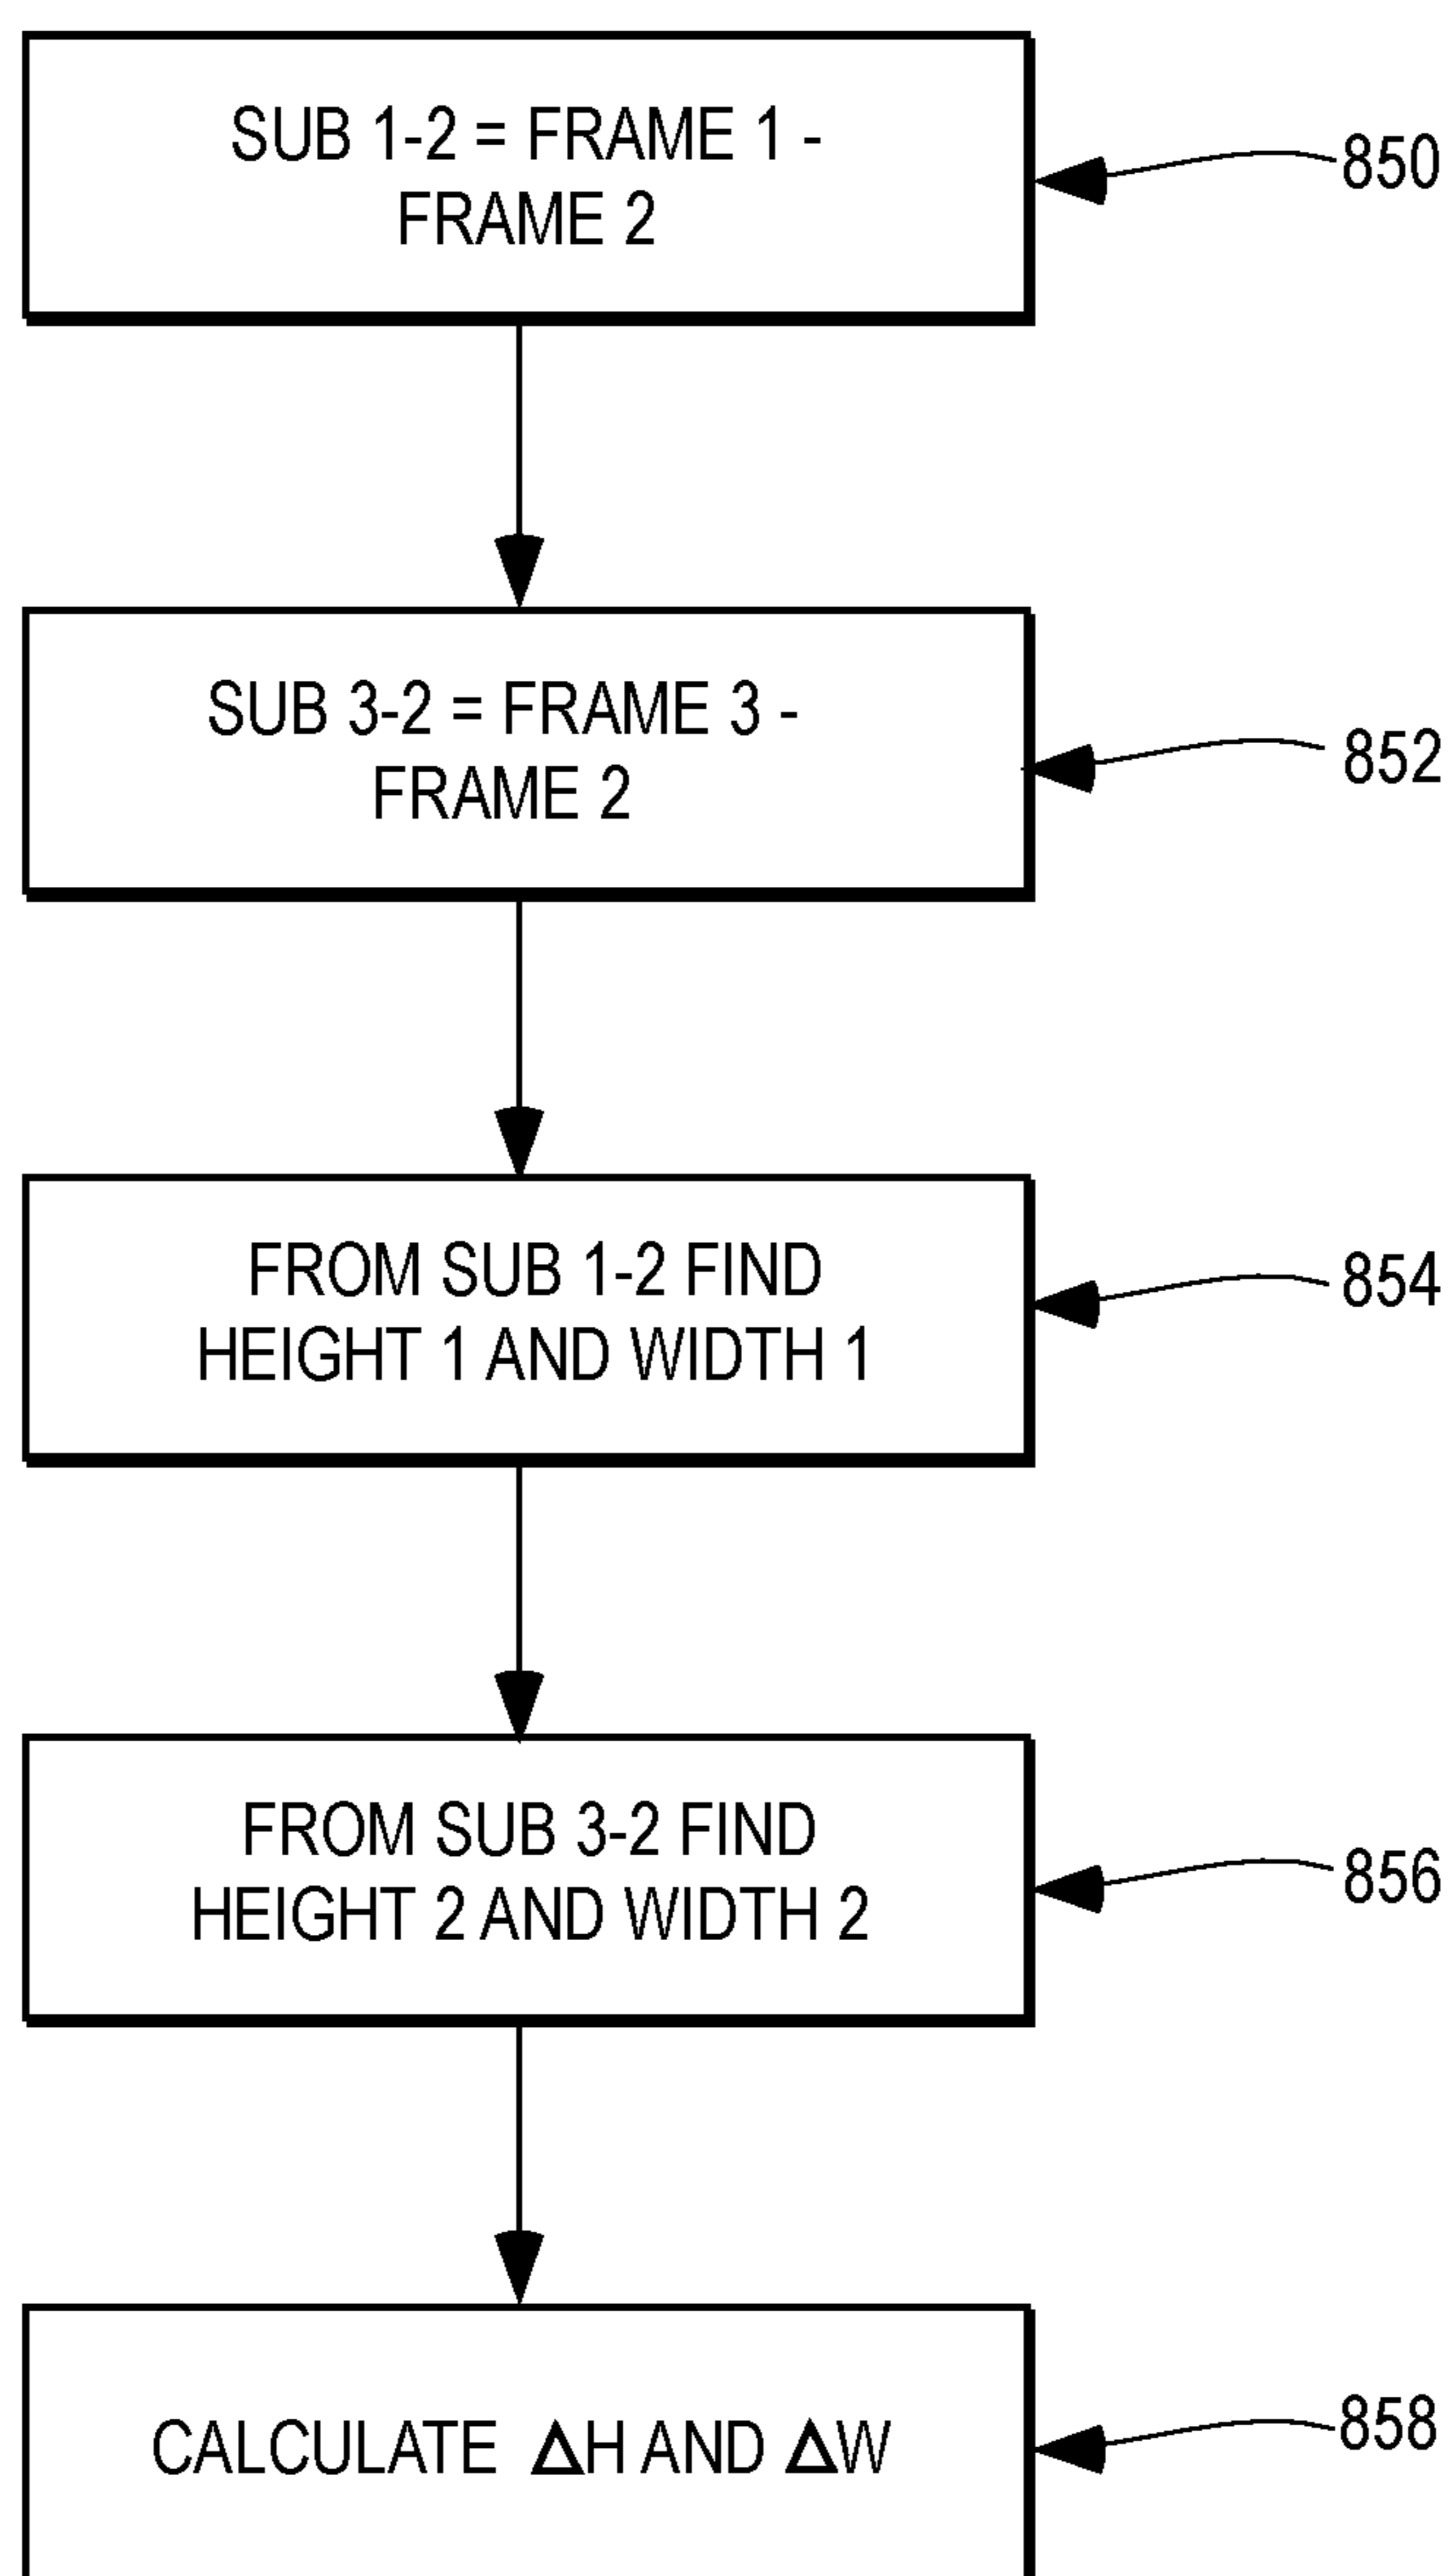 SUB 1-2 = FRAME 1 -
FRAME 2
850
SUB 3-2 = FRAME 3 -
FRAME 2
852
FROM SUB 1-2 FIND
HEIGHT 1 AND WIDTH 1
854
FROM SUB 3-2 FIND
HEIGHT 2 AND WIDTH 2
856
CALCULATE ΔH AND ΔW
858